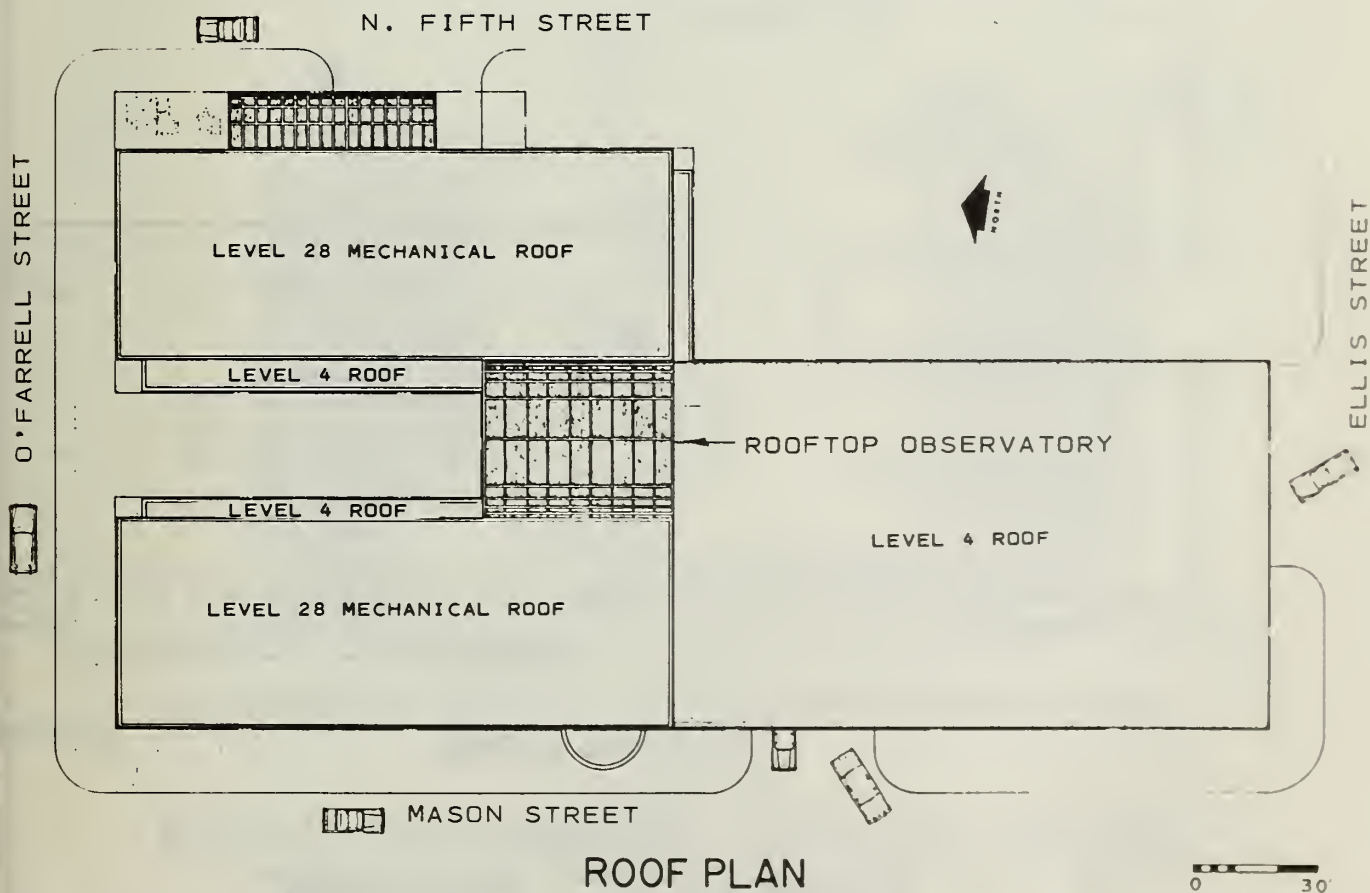 N. FIFTH STREET
O'FARRELL STREET
LEVEL 28 MECHANICAL ROOF
NORTH
ELLIS STREET
LEVEL 4 ROOF
ROOFTOP OBSERVATORY
LEVEL 4 ROOF
LEVEL 4 ROOF
LEVEL 28 MECHANICAL ROOF
MASON STREET
ROOF PLAN
0 30'